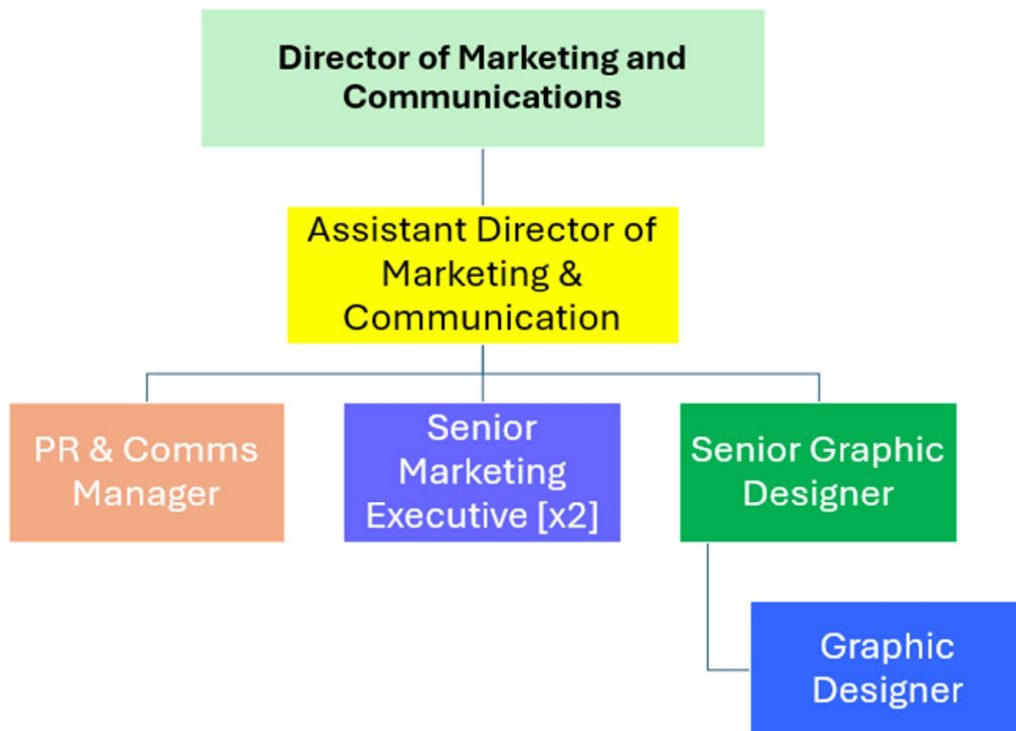 Director of Marketing and
Communications
Assistant Director of
Marketing &
Communication
PR & Comms
Manager
Senior
Marketing
Executive [x2]
Senior Graphic
Designer
Graphic
Designer